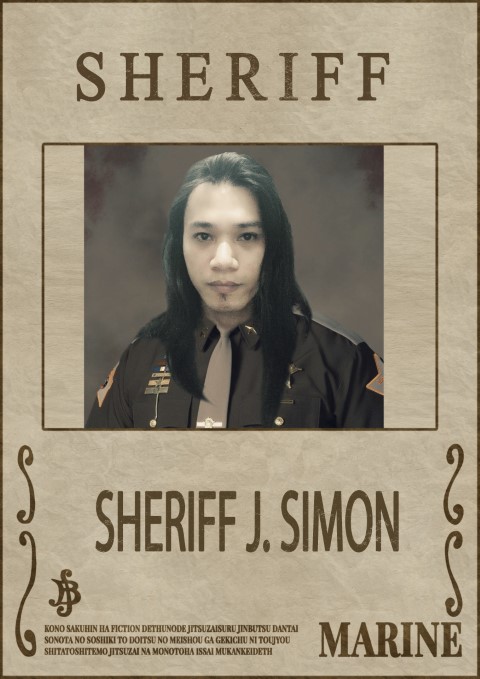 SHERIFF
SHERIFF J. SIMON
KONO SAKUHIN HA FICTION DETHUNODE JITSUZAISURU JINBUTSU DANTAI
SONOTA NO SOSHIKI TO DOITSU NO MEISHOU GA GEKICHU NI TOUJYOU
SHITATOSHITEMO JITSUZAI NA MONOTOHA ISSAI MUKANKEIDETH
MARINE